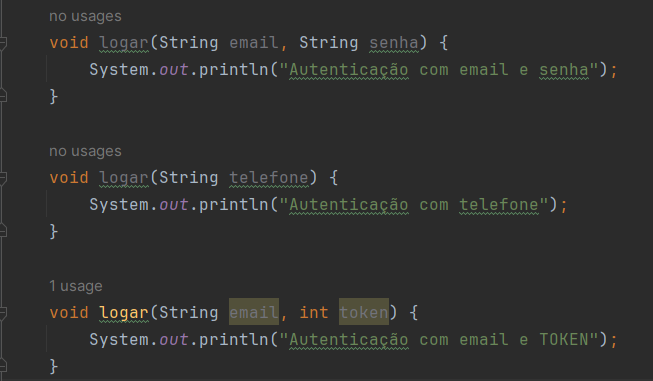 no usages
void logar(String email, String senha) {
    System.out.println("Autenticação com email e senha");
}
no usages
void logar(String telefone) {
    System.out.println("Autenticação com telefone");
}
1 usage
void logar(String email, int token) {
    System.out.println("Autenticação com email e TOKEN");
}